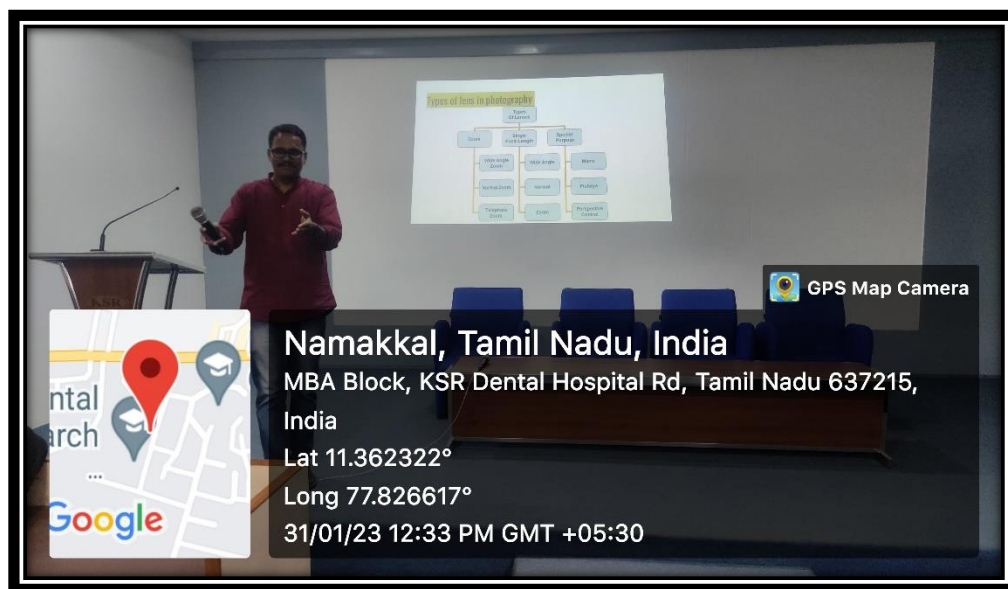 Types of lens in photography
Types
Of Lenses
Zoom
Single
Focal Length
Special
Purpose
Wide Angle
Zoom
Wide Angle
Macro
Normal Zoom
Normal
Fisheye
Telephoto
Zoom
Zoom
Perspective
Control
KSR
GPS Map Camera
ntal
arch
...
Google
Namakkal, Tamil Nadu, India
MBA Block, KSR Dental Hospital Rd, Tamil Nadu 637215,
India
Lat 11.362322°
Long 77.826617°
31/01/23 12:33 PM GMT +05:30